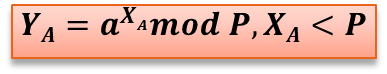 Y_A = a^{X_A} mod P, X_A < P